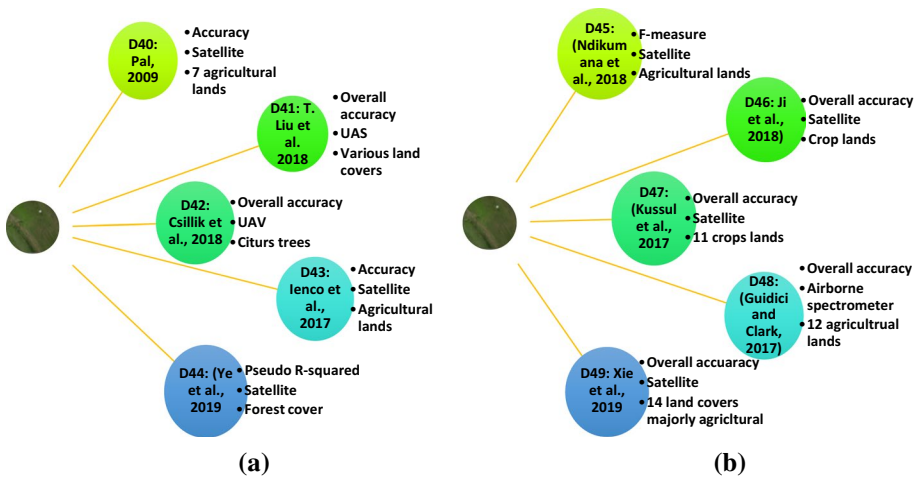 D40:
Pal,
2009
• Accuracy
• Satellite
• 7 agricultural
lands
D41: T.
Liu et
al.
2018
• Overall
accuracy
• UAS
• Various land
covers
D42:
Csillik et
al., 2018
• Overall accuracy
• UAV
• Citurs trees
D43:
Ienco et
al.,
2017
• Accuracy
• Satellite
• Agricultural
lands
D44: (Ye
et al.,
2019
• Pseudo R-squared
• Satellite
• Forest cover
(a)
D45:
(Ndikum
ana et
al., 2018
• F-measure
• Satellite
• Agricultural lands
D46: Ji
et al.,
2018)
• Overall accuracy
• Satellite
• Crop lands
D47:
(Kussul
et al.,
2017
• Overall accuracy
• Satellite
• 11 crops lands
D48:
(Guidici
and
Clark,
2017)
• Overall accuracy
• Airborne
spectrometer
• 12 agricultrual
lands
D49: Xie
et al.,
2019
• Overall accuaracy
• Satellite
• 14 land covers
majorly agricltural
(b)